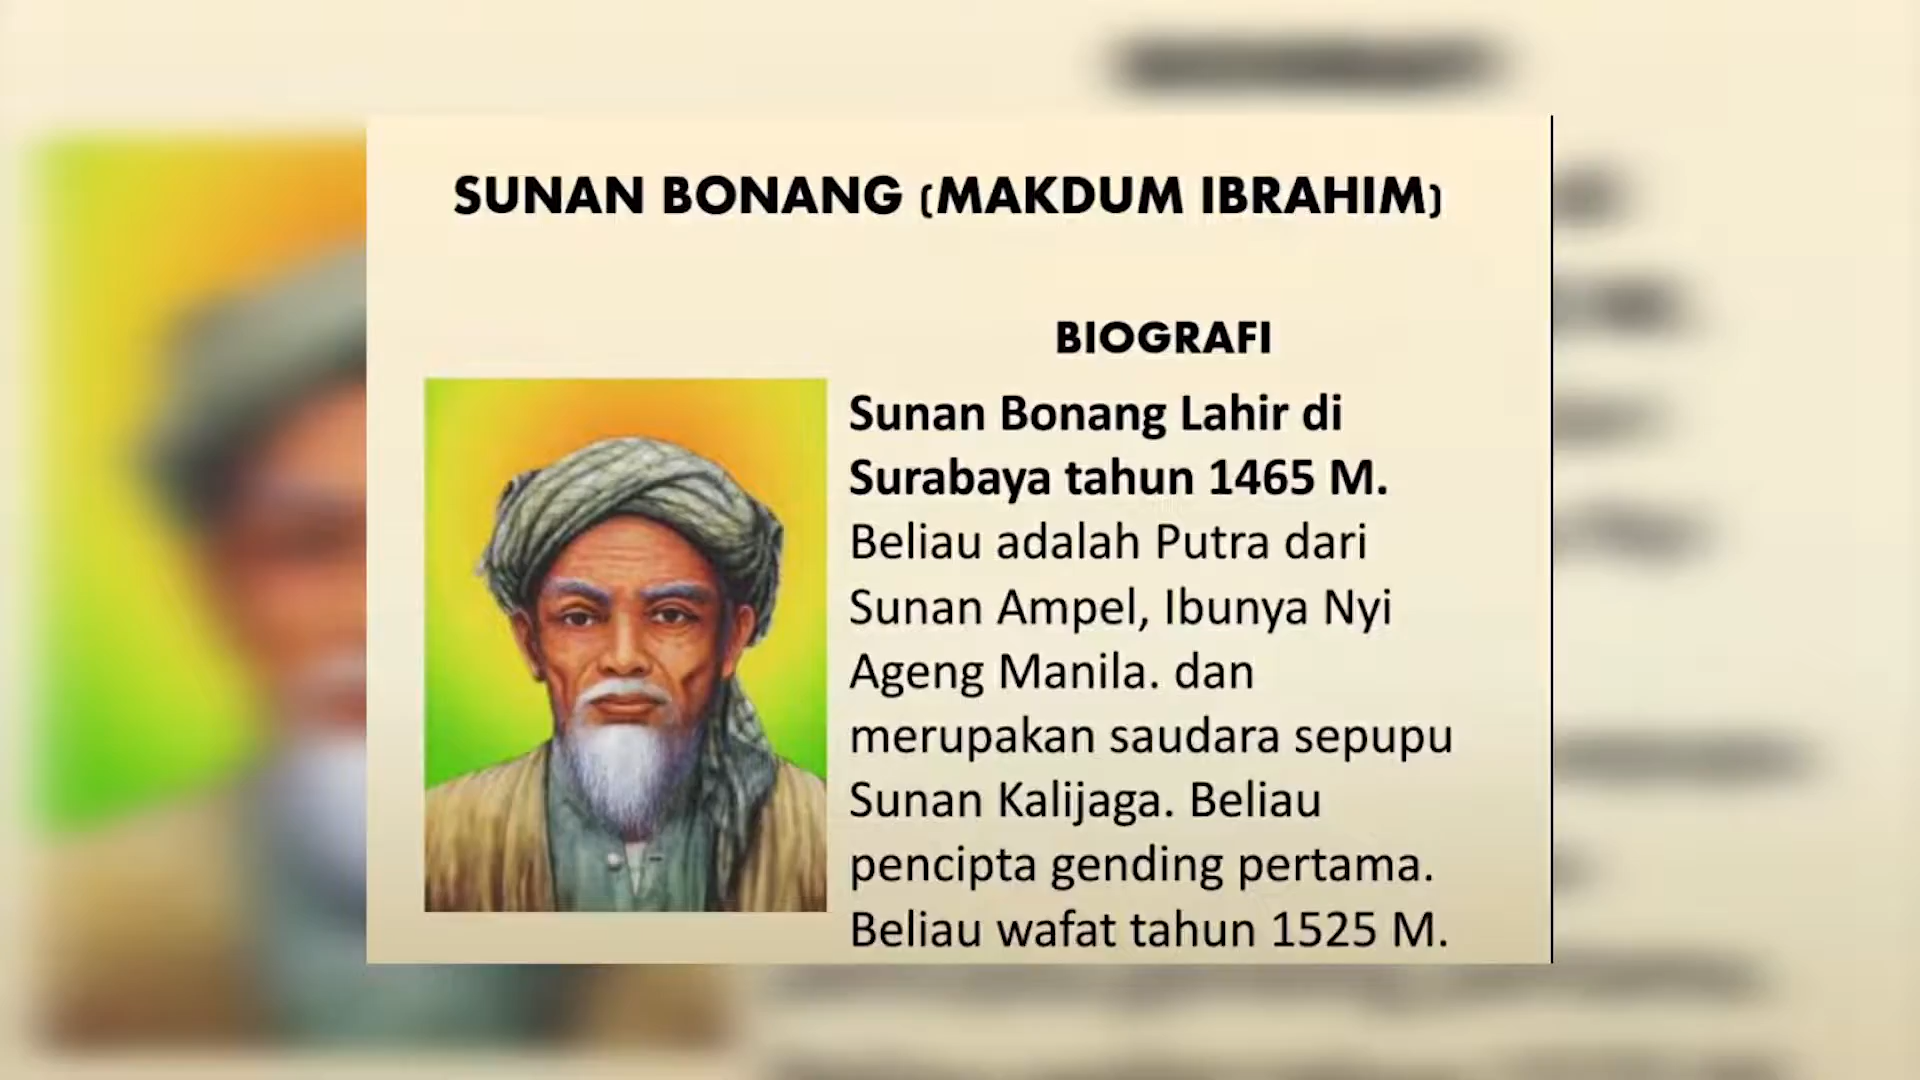 SUNAN BONANG (MAKDUM IBRAHIM)
BIOGRAFI
Sunan Bonang Lahir di
Surabaya tahun 1465 M.
Beliau adalah Putra dari
Sunan Ampel, Ibunya Nyi
Ageng Manila. dan
merupakan saudara sepupu
Sunan Kalijaga. Beliau
pencipta gending pertama.
Beliau wafat tahun 1525 M.